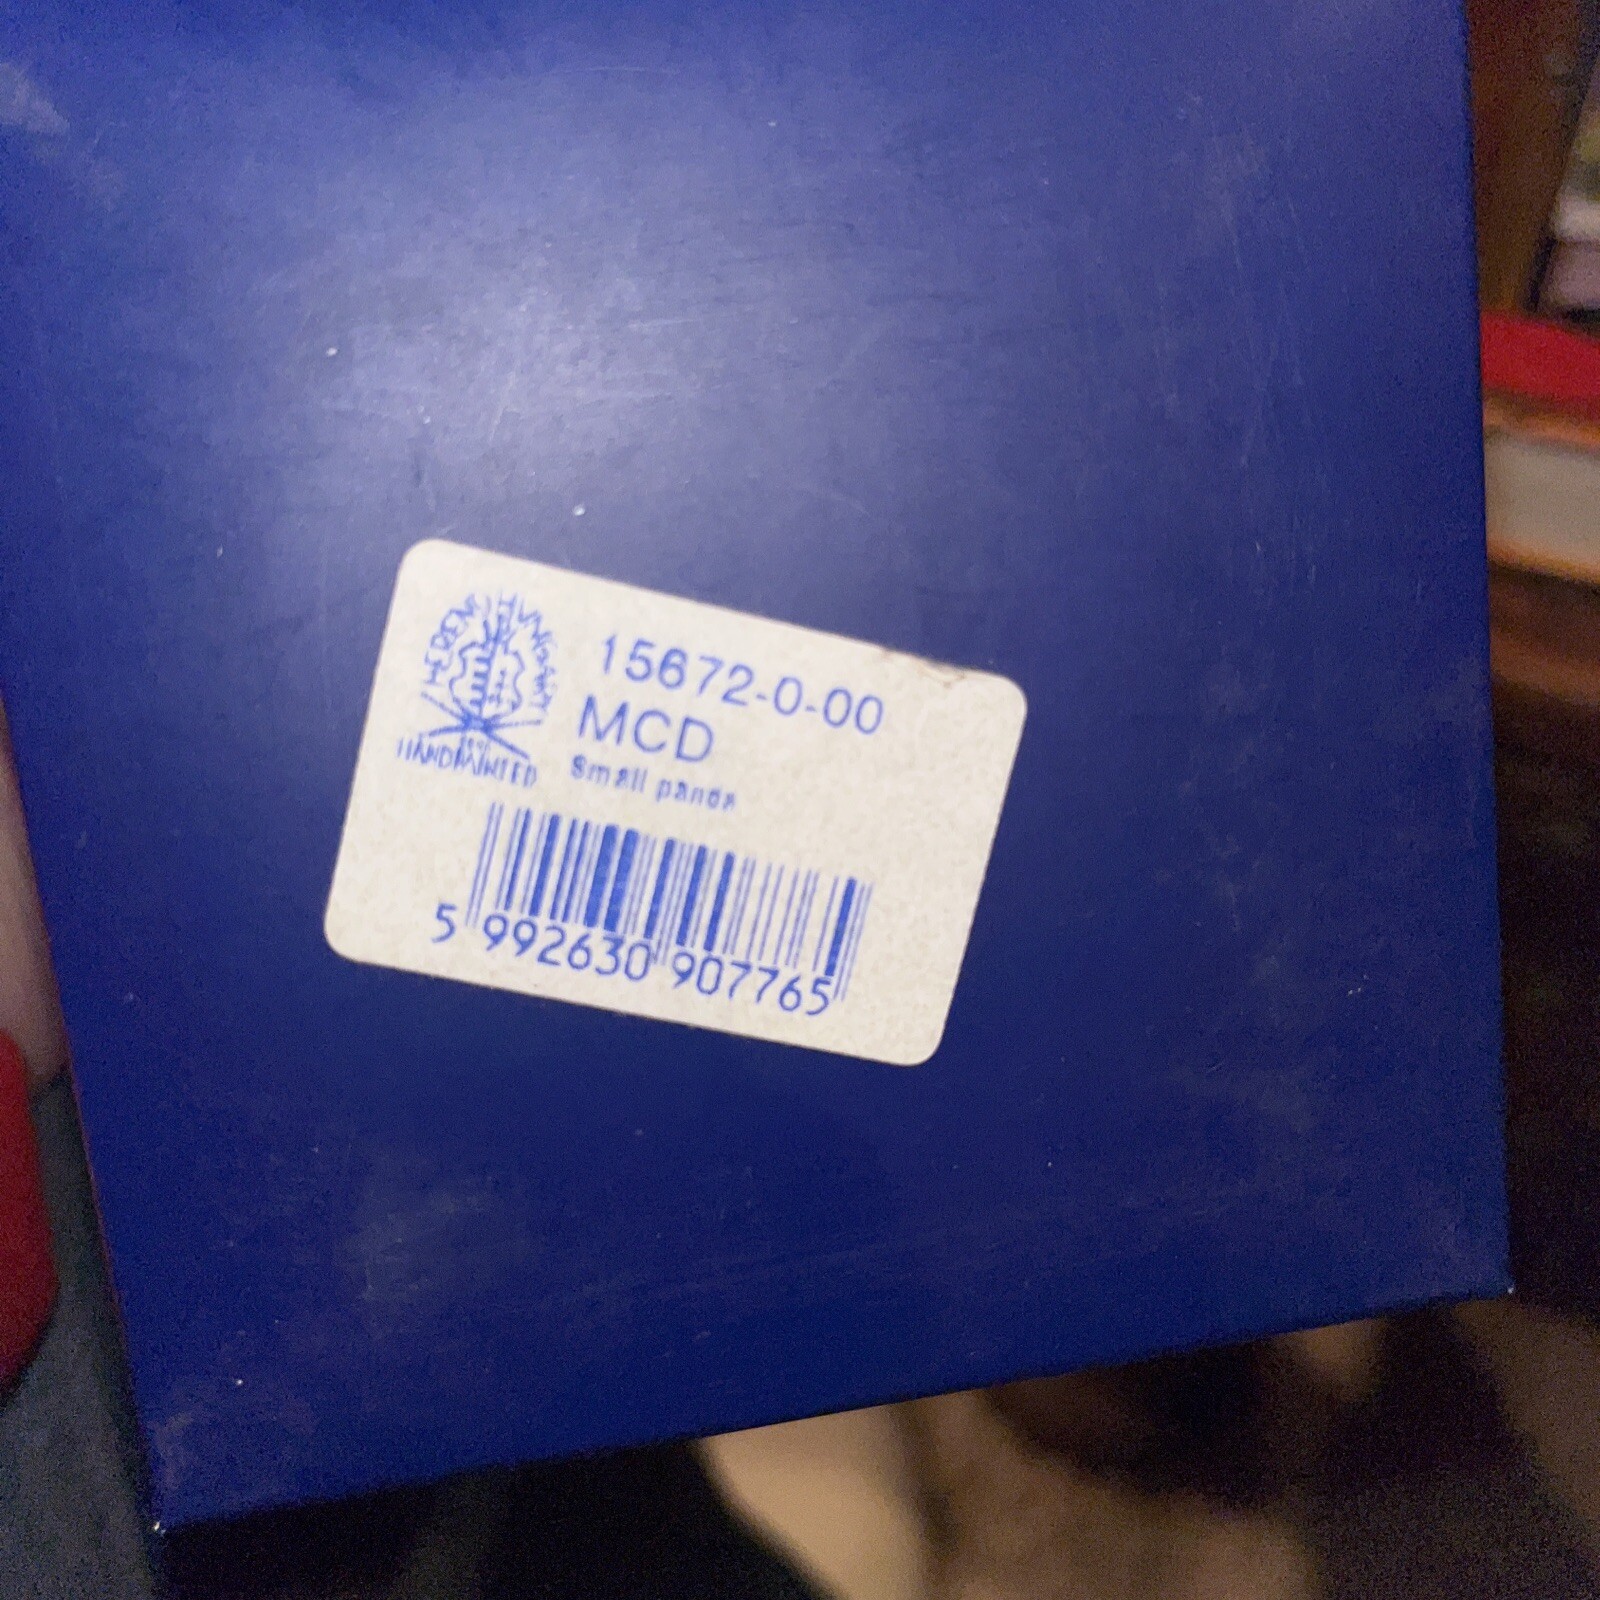 HEREND HUNGARY
HANDPAINTED
15672-0-00
MCD
Small panda
5 992630 907765